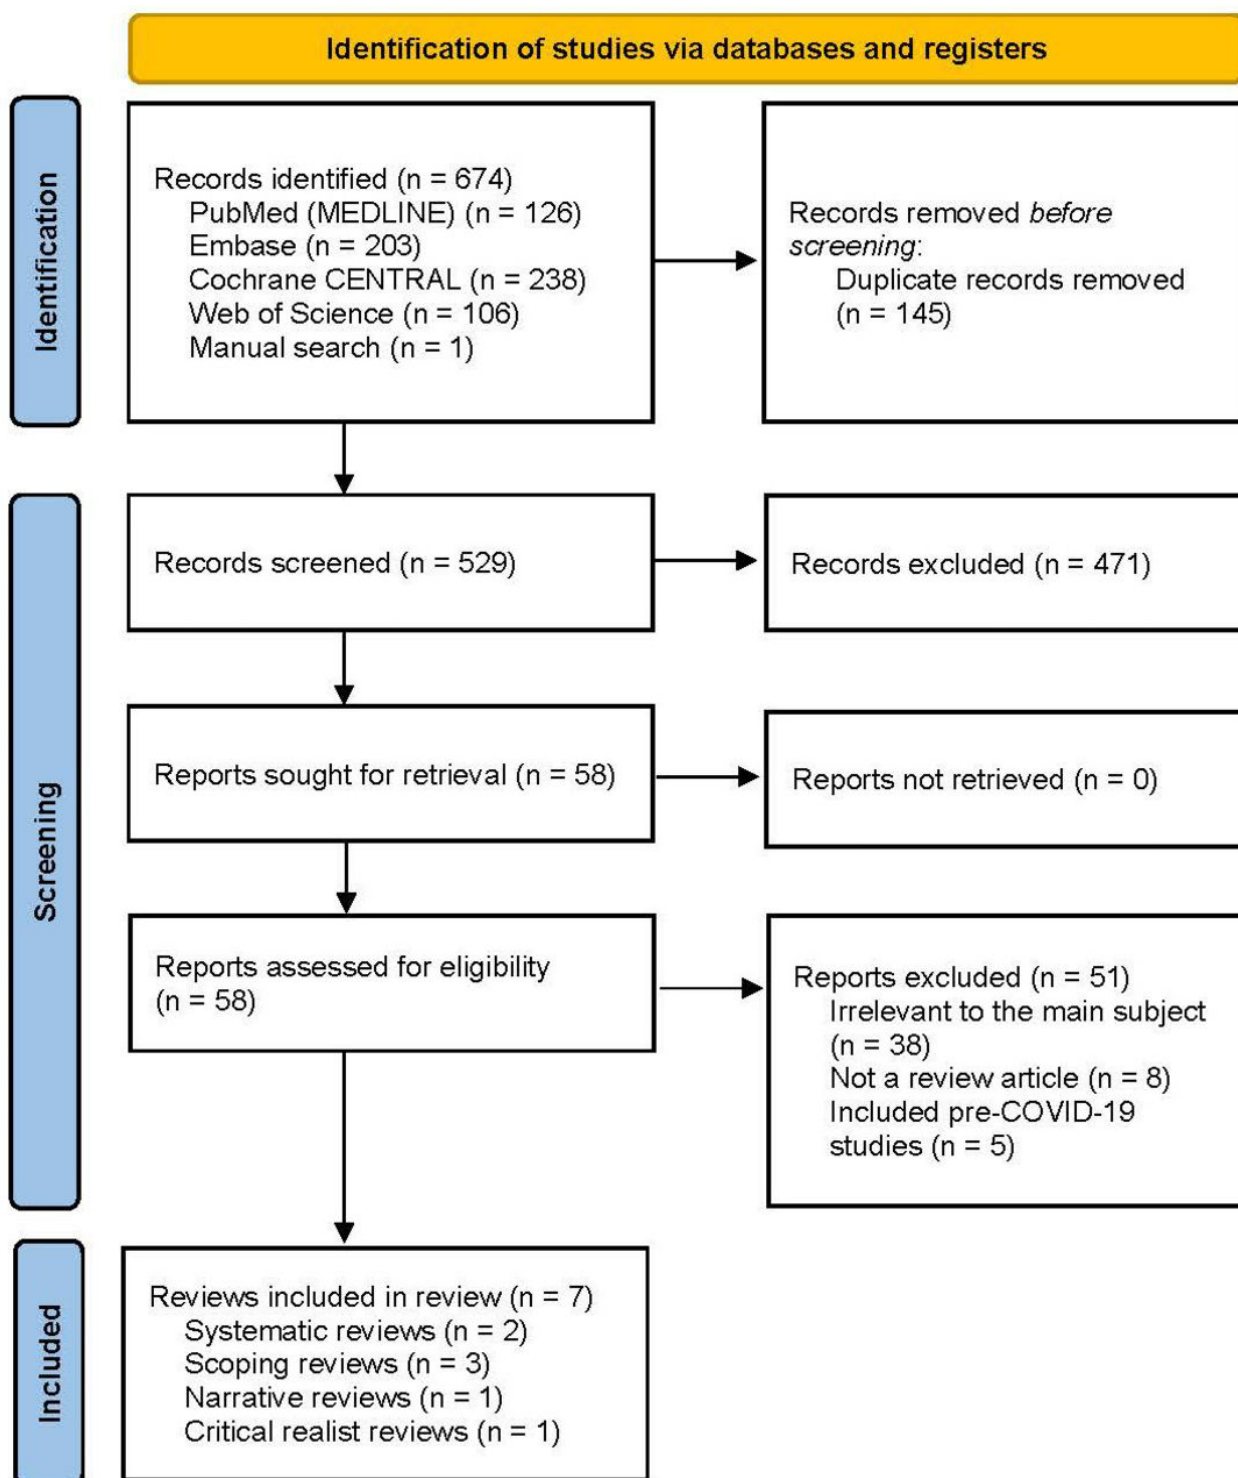 Identification of studies via databases and registers
Identification
Records identified (n = 674)
PubMed (MEDLINE) (n = 126)
Embase (n = 203)
Cochrane CENTRAL (n = 238)
Web of Science (n = 106)
Manual search (n = 1)
Records removed before
screening:
Duplicate records removed
(n = 145)
Screening
Records screened (n = 529)
Records excluded (n = 471)
Reports sought for retrieval (n = 58)
Reports not retrieved (n = 0)
Reports assessed for eligibility
(n = 58)
Reports excluded (n = 51)
Irrelevant to the main subject
(n = 38)
Not a review article (n = 8)
Included pre-COVID-19
studies (n = 5)
Included
Reviews included in review (n = 7)
Systematic reviews (n = 2)
Scoping reviews (n = 3)
Narrative reviews (n = 1)
Critical realist reviews (n = 1)